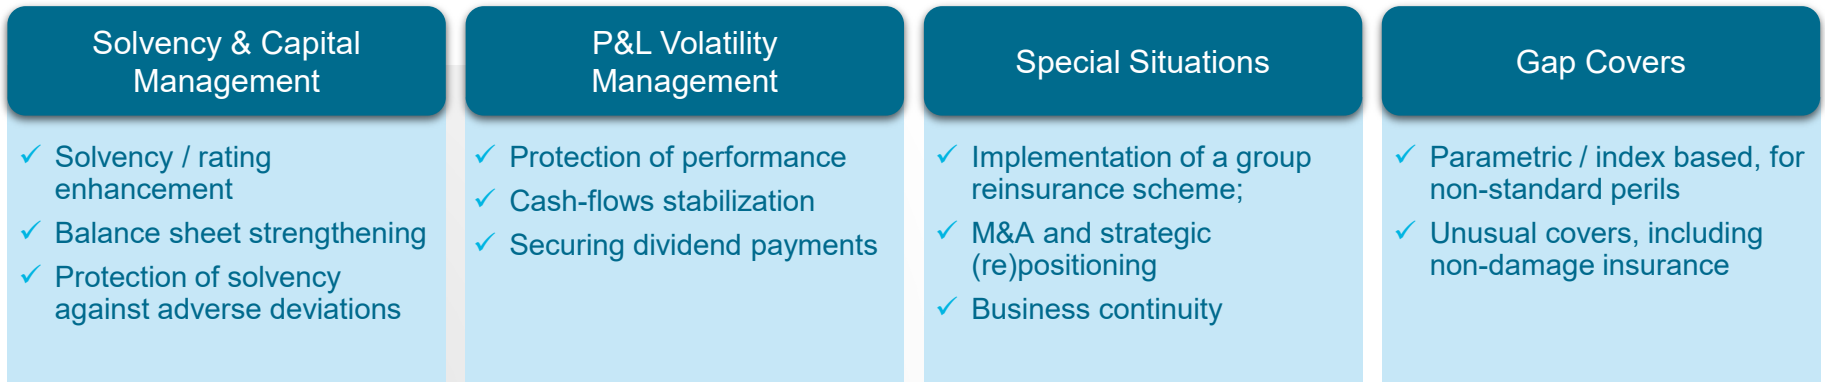 Solvency & Capital
Management
✓ Solvency / rating
enhancement
✓ Balance sheet strengthening
✓ Protection of solvency
against adverse deviations
P&L Volatility
Management
✓ Protection of performance
✓ Cash-flows stabilization
✓ Securing dividend payments
Special Situations
✓ Implementation of a group
reinsurance scheme;
✓ M&A and strategic
(re)positioning
✓ Business continuity
Gap Covers
✓ Parametric / index based, for
non-standard perils
✓ Unusual covers, including
non-damage insurance